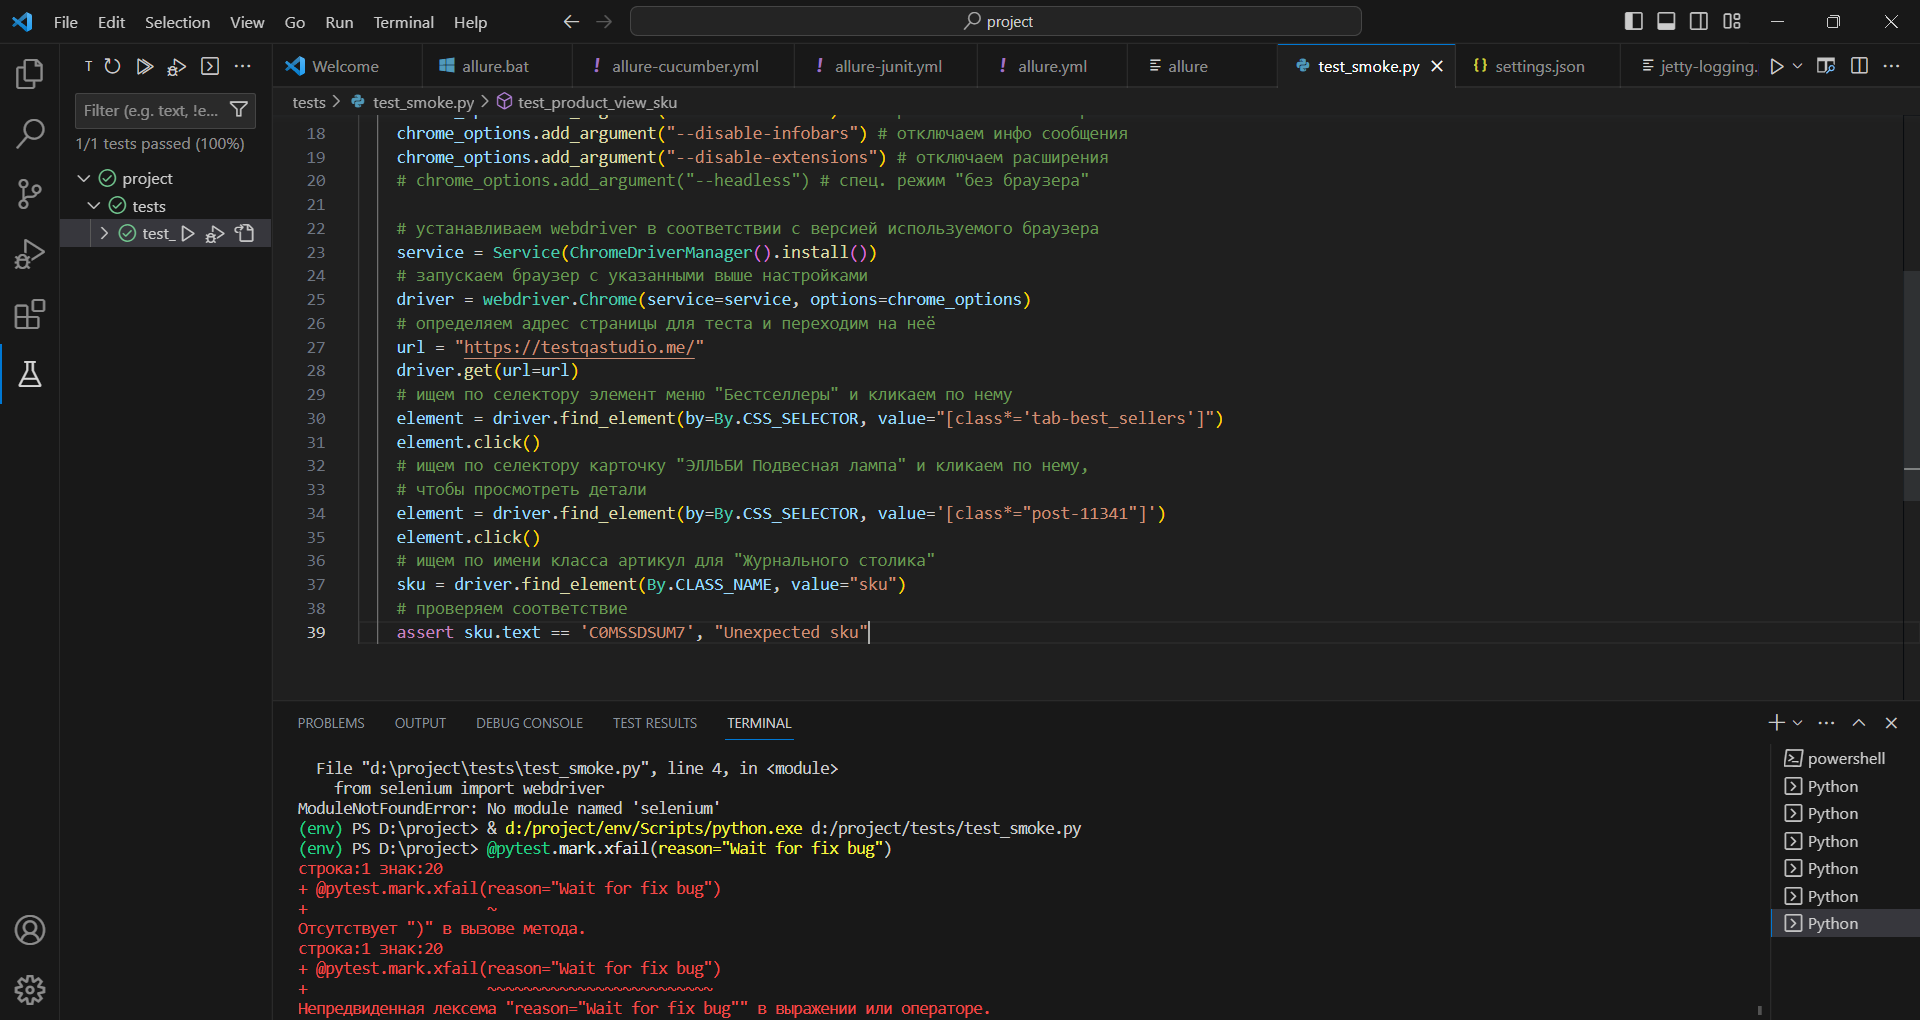 File Edit Selection View Go Run Terminal Help
project
T
Filter (e.g. text, !e...
1/1 tests passed (100%)
project
tests
test_
Welcome
allure.bat
! allure-cucumber.yml
! allure-junit.yml
! allure.yml
allure
test_smoke.py
{} settings.json
jetty-logging.
tests > test_smoke.py > test_product_view_sku
18 chrome_options.add_argument("--disable-infobars") # отключаем инфо сообщения
19 chrome_options.add_argument("--disable-extensions") # отключаем расширения
20 # chrome_options.add_argument("--headless") # спец. режим "без браузера"
21
22 # устанавливаем webdriver в соответствии с версией используемого браузера
23 service = Service(ChromeDriverManager().install())
24 # запускаем браузер с указанными выше настройками
25 driver = webdriver.Chrome(service=service, options=chrome_options)
26 # определяем адрес страницы для теста и переходим на неё
27 url = "https://testqastudio.me/"
28 driver.get(url=url)
29 # ищем по селектору элемент меню "Бестселлеры" и кликаем по нему
30 element = driver.find_element(by=By.CSS_SELECTOR, value="[class*='tab-best_sellers']")
31 element.click()
32 # ищем по селектору карточку "ЭЛЛЬБИ Подвесная лампа" и кликаем по нему,
33 # чтобы просмотреть детали
34 element = driver.find_element(by=By.CSS_SELECTOR, value='[class*="post-11341"]')
35 element.click()
36 # ищем по имени класса артикул для "Журнального столика"
37 sku = driver.find_element(By.CLASS_NAME, value="sku")
38 # проверяем соответствие
39 assert sku.text == 'C0MSSDSUM7', "Unexpected sku"
PROBLEMS OUTPUT DEBUG CONSOLE TEST RESULTS TERMINAL
File "d:\project\tests\test_smoke.py", line 4, in <module>
from selenium import webdriver
ModuleNotFoundError: No module named 'selenium'
(env) PS D:\project> & d:/project/env/Scripts/python.exe d:/project/tests/test_smoke.py
(env) PS D:\project> @pytest.mark.xfail(reason="Wait for fix bug")
строка:1 знак:20
+ @pytest.mark.xfail(reason="Wait for fix bug")
+ ~
Отсутствует ")" в вызове метода.
строка:1 знак:20
+ @pytest.mark.xfail(reason="Wait for fix bug")
+ ~~~~~~~~~~~~~~~~~~~~~~~~~
Непредвиденная лексема "reason="Wait for fix bug"" в выражении или операторе.
powershell
Python
Python
Python
Python
Python
Python